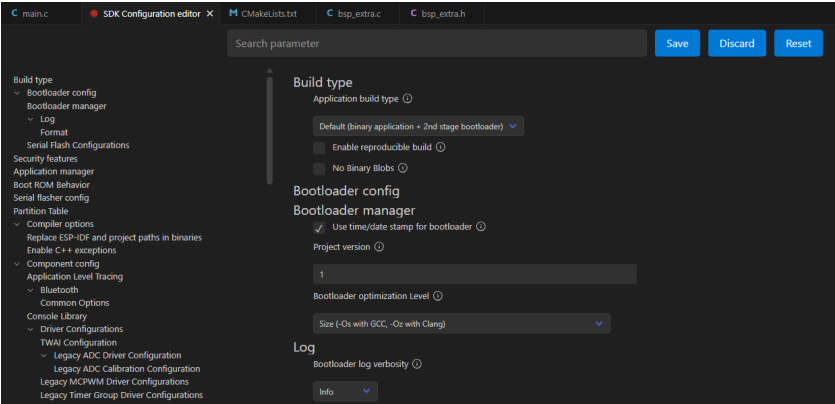 main.c
SDK Configuration editor
CMakeLists.txt
bsp_extra.c
bsp_extra.h
Search parameter
Save
Discard
Reset
Build type
Bootloader config
Bootloader manager
Log
Format
Serial Flash Configurations
Security features
Application manager
Boot ROM Behavior
Serial flasher config
Partition Table
Compiler options
Replace ESP-IDF and project paths in binaries
Enable C++ exceptions
Component config
Application Level Tracing
Bluetooth
Common Options
Console Library
Driver Configurations
TWAI Configuration
Legacy ADC Driver Configuration
Legacy ADC Calibration Configuration
Legacy MCPWM Driver Configurations
Legacy Timer Group Driver Configurations
Build type
Application build type
Default (binary application + 2nd stage bootloader)
Enable reproducible build
No Binary Blobs
Bootloader config
Bootloader manager
Use time/date stamp for bootloader
Project version
1
Bootloader optimization Level
Size (-Os with GCC, -Oz with Clang)
Log
Bootloader log verbosity
Info